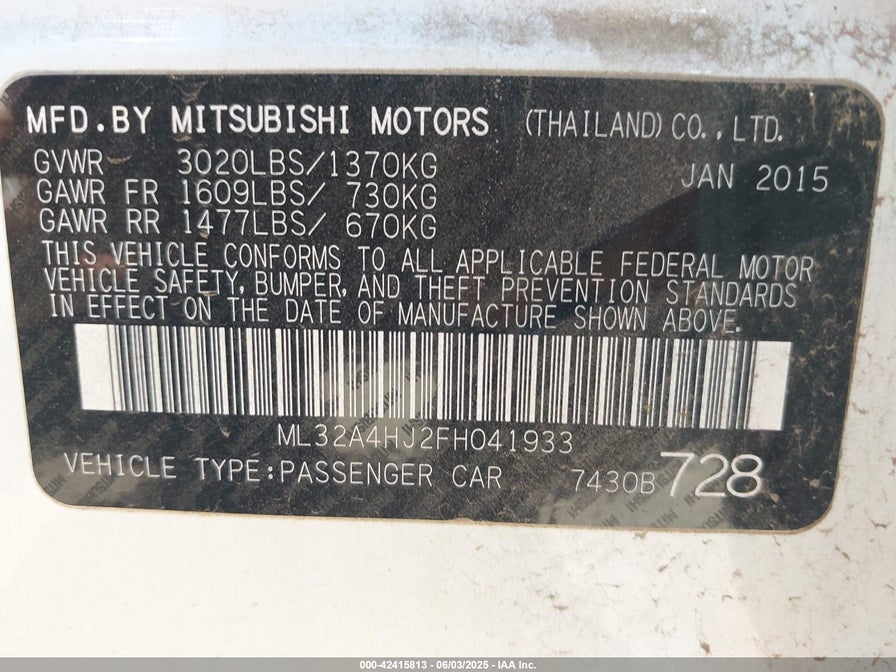 MFD.BY MITSUBISHI MOTORS (THAILAND) CO., LTD.
GVWR 3020LBS/1370KG JAN 2015
GAWR FR 1609LBS/ 730KG
GAWR RR 1477LBS/ 670KG
THIS VEHICLE CONFORMS TO ALL APPLICABLE FEDERAL MOTOR
VEHICLE SAFETY, BUMPER, AND THEFT PREVENTION STANDARDS
IN EFFECT ON THE DATE OF MANUFACTURE SHOWN ABOVE.
ML32A4HJ2FH041933
VEHICLE TYPE:PASSENGER CAR 7430B 728
000-42415813 - 06/03/2025 - IAA Inc.